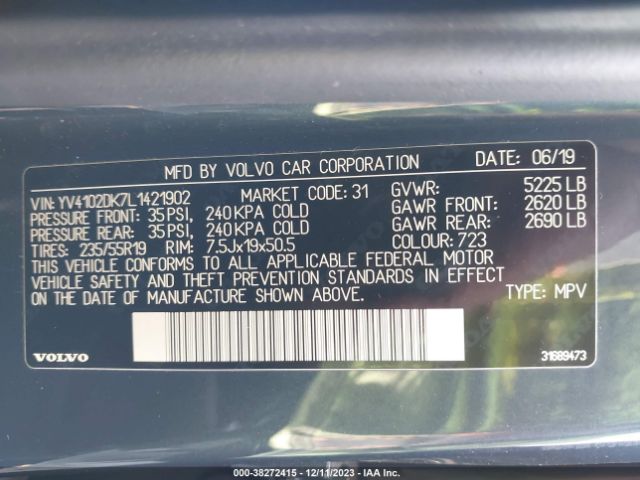 MFD BY VOLVO CAR CORPORATION DATE: 06/19
VIN: YV4102DK7L1421902 MARKET CODE: 31 GVWR: 5225 LB
PRESSURE FRONT: 35 PSI, 240 KPA COLD GAWR FRONT: 2620 LB
PRESSURE REAR: 35 PSI, 240 KPA COLD GAWR REAR: 2690 LB
TIRES: 235/55R19 RIM: 7.5Jx19x50.5 COLOUR: 723
THIS VEHICLE CONFORMS TO ALL APPLICABLE FEDERAL MOTOR
VEHICLE SAFETY AND THEFT PREVENTION STANDARDS IN EFFECT
ON THE DATE OF MANUFACTURE SHOWN ABOVE. TYPE: MPV
VOLVO 31689473
000-38272415 - 12/11/2023 - IAA Inc.